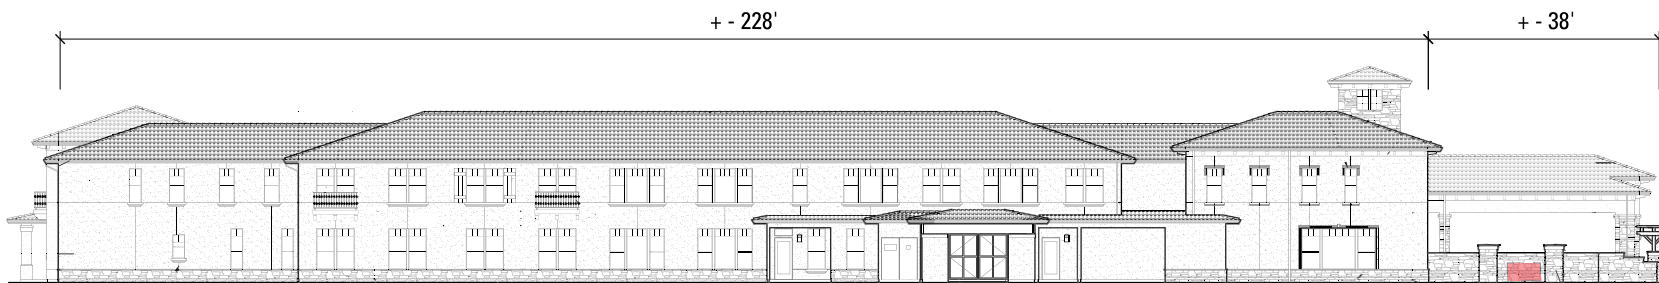 + - 228'
+ - 38'